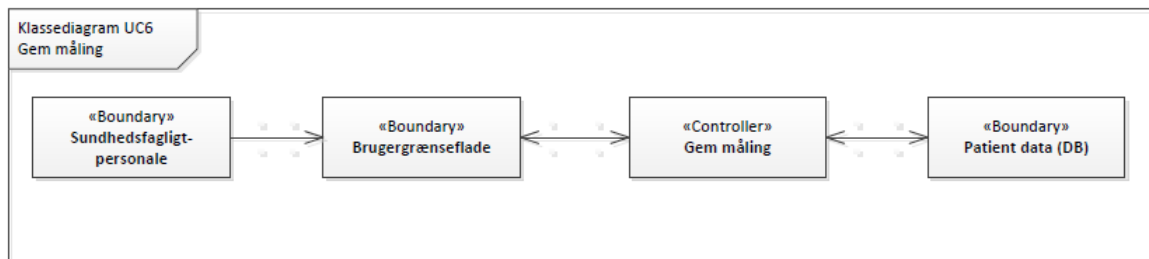 Klassediagram UC6
Gem måling
«Boundary»
Sundhedsfagligt-
personale
«Boundary»
Brugergrænseflade
«Controller»
Gem måling
«Boundary»
Patient data (DB)